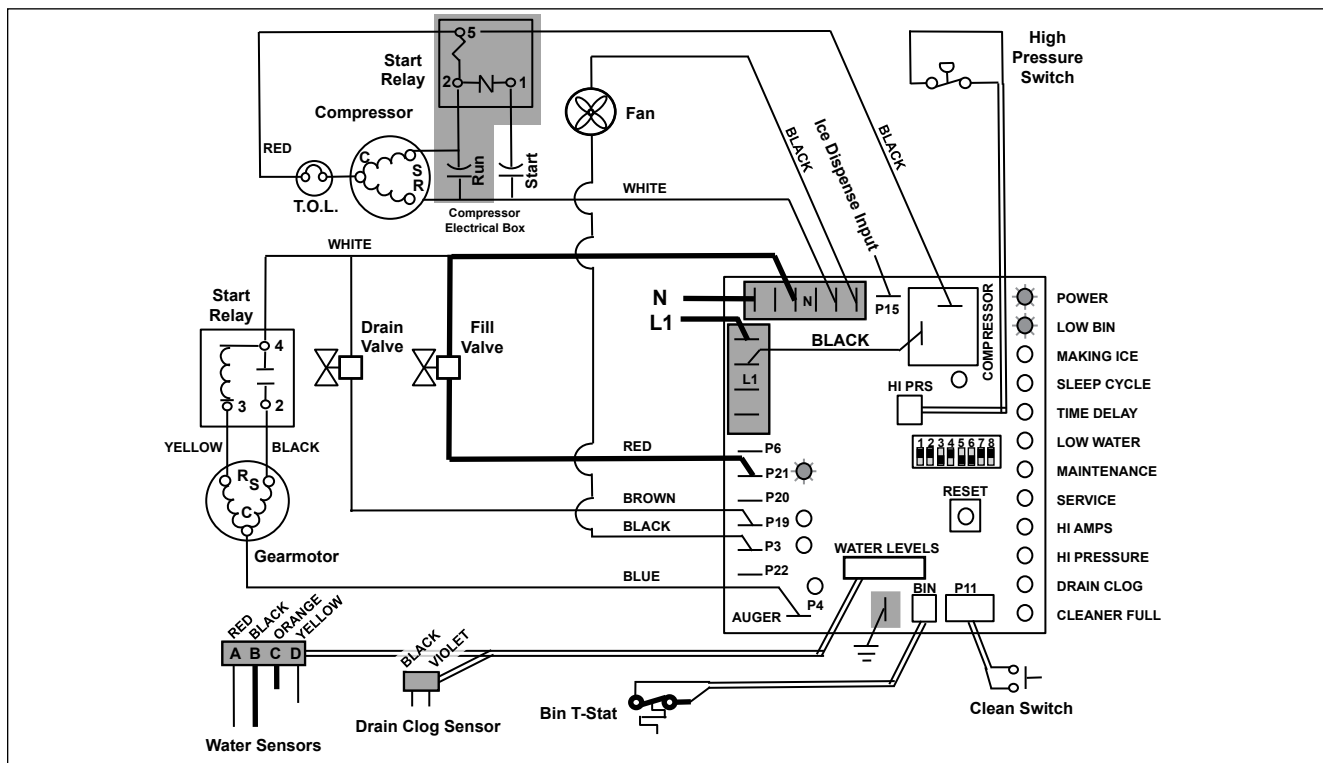 5
Start
Relay
2
N
1
Compressor
Fan
High
Pressure
Switch
RED
C
S
R
T.O.L.
Run
Start
BLACK
Ice Dispense Input
BLACK
WHITE
Compressor
Electrical Box
WHITE
Start
Relay
4
3
2
Drain
Valve
Fill
Valve
N
L1
N
P15
BLACK
L1
COMPRESSOR
HI PRS
1 2 3 4 5 6 7 8
RESET
POWER
LOW BIN
MAKING ICE
SLEEP CYCLE
TIME DELAY
LOW WATER
MAINTENANCE
SERVICE
HI AMPS
HI PRESSURE
DRAIN CLOG
CLEANER FULL
YELLOW
BLACK
R
S
C
Gearmotor
RED
BROWN
BLACK
BLUE
P6
P21
P20
P19
P3
P22
P4
AUGER
WATER LEVELS
BIN
P11
RED
BLACK
ORANGE
YELLOW
A B C D
Water Sensors
BLACK
VIOLET
Drain Clog Sensor
Bin T-Stat
Clean Switch